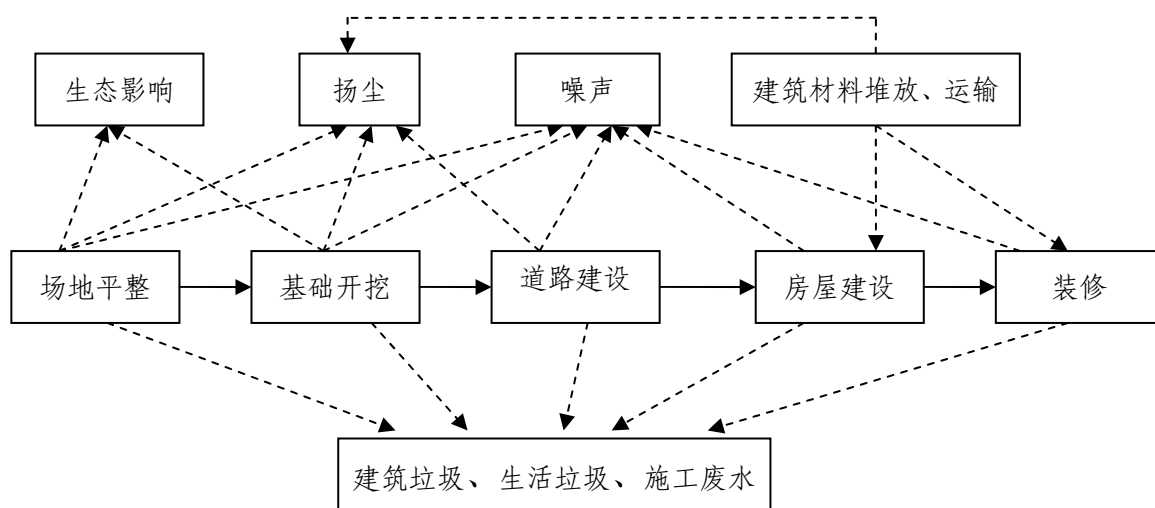 生态影响
扬尘
噪声
建筑材料堆放、运输
场地平整
基础开挖
道路建设
房屋建设
装修
建筑垃圾、生活垃圾、施工废水